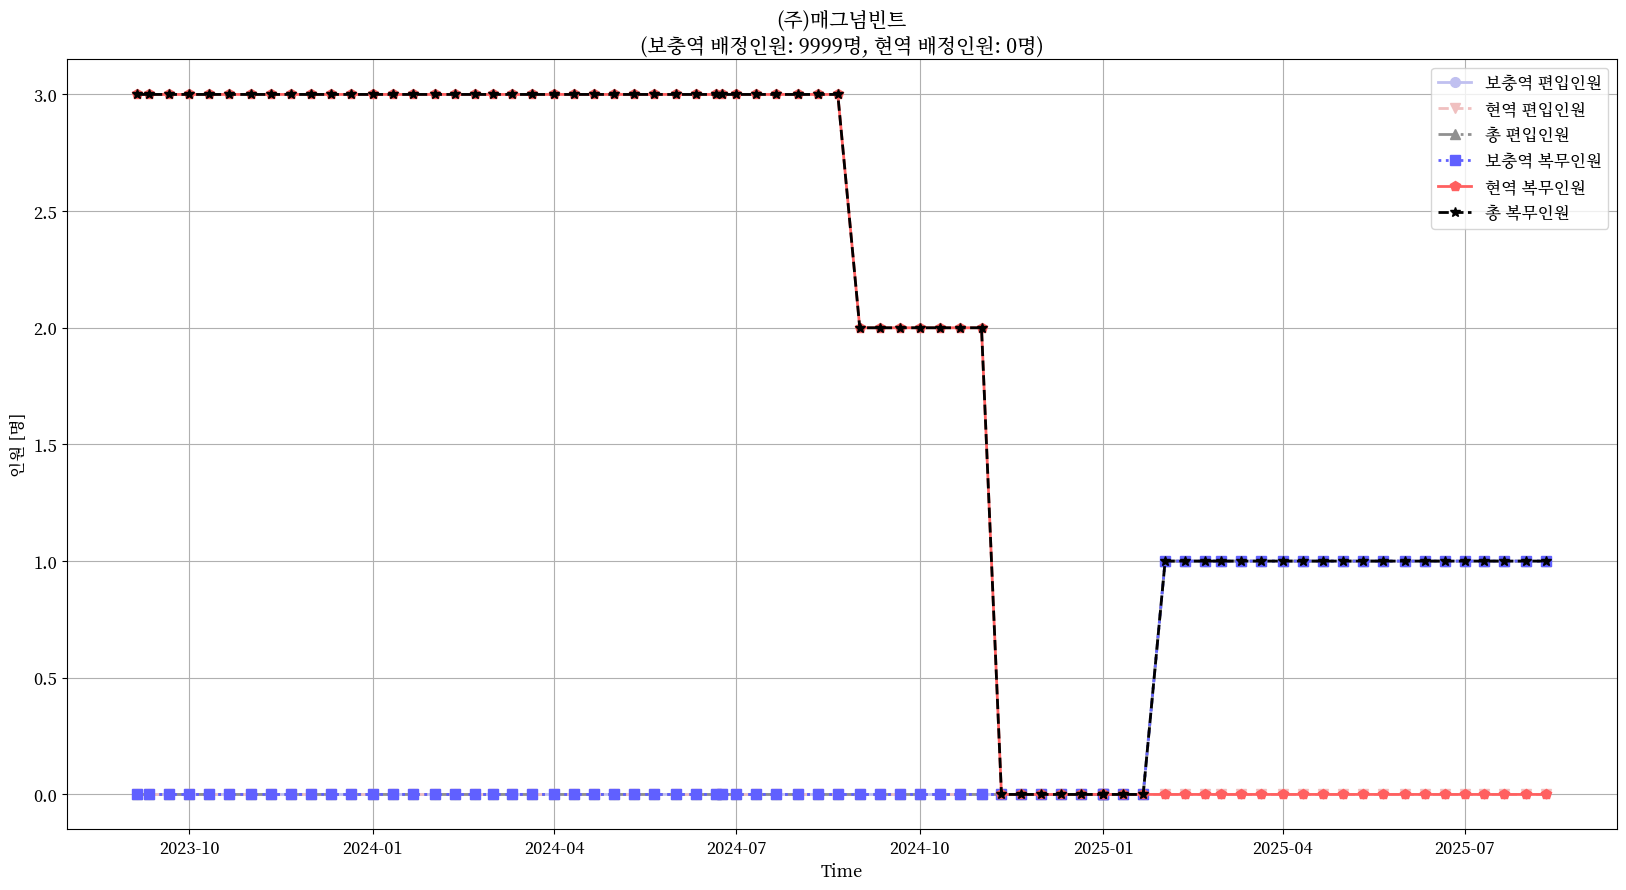 (주)매그넘빈트
(보충역 배정인원: 9999명, 현역 배정인원: 0명)
보충역 편입인원
현역 편입인원
총 편입인원
보충역 복무인원
현역 복무인원
총 복무인원
인원 [명]
3.0
2.5
2.0
1.5
1.0
0.5
0.0
2023-10
2024-01
2024-04
2024-07
2024-10
2025-01
2025-04
2025-07
Time